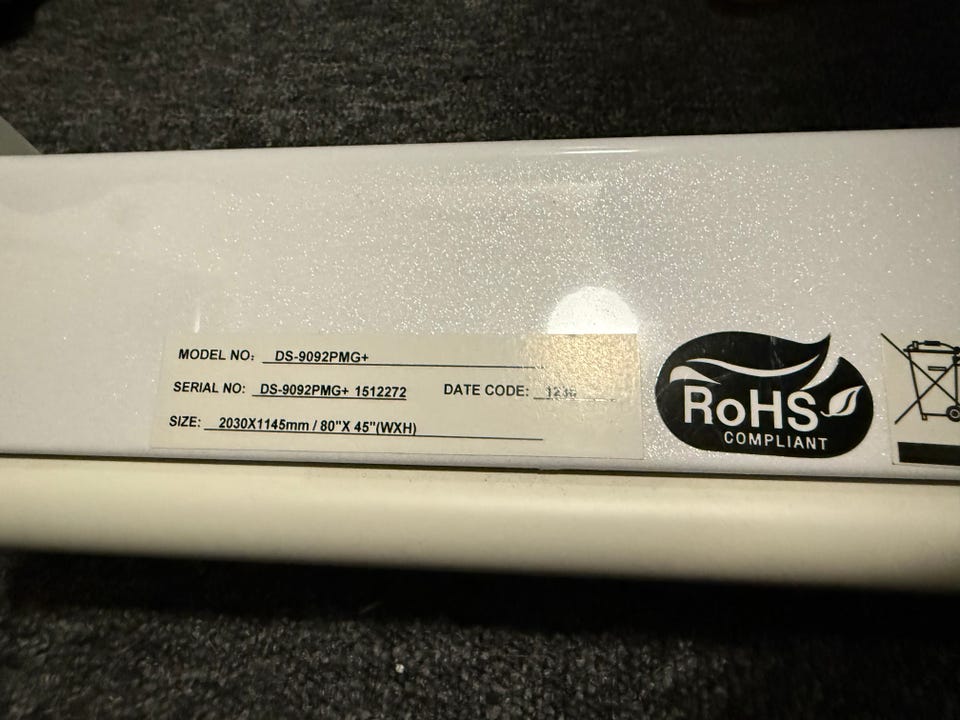 MODEL NO: DS-9092PMG+
SERIAL NO: DS-9092PMG+ 1512272 DATE CODE:
SIZE: 2030X1145mm / 80"X 45"(WXH)
RoHS
COMPLIANT